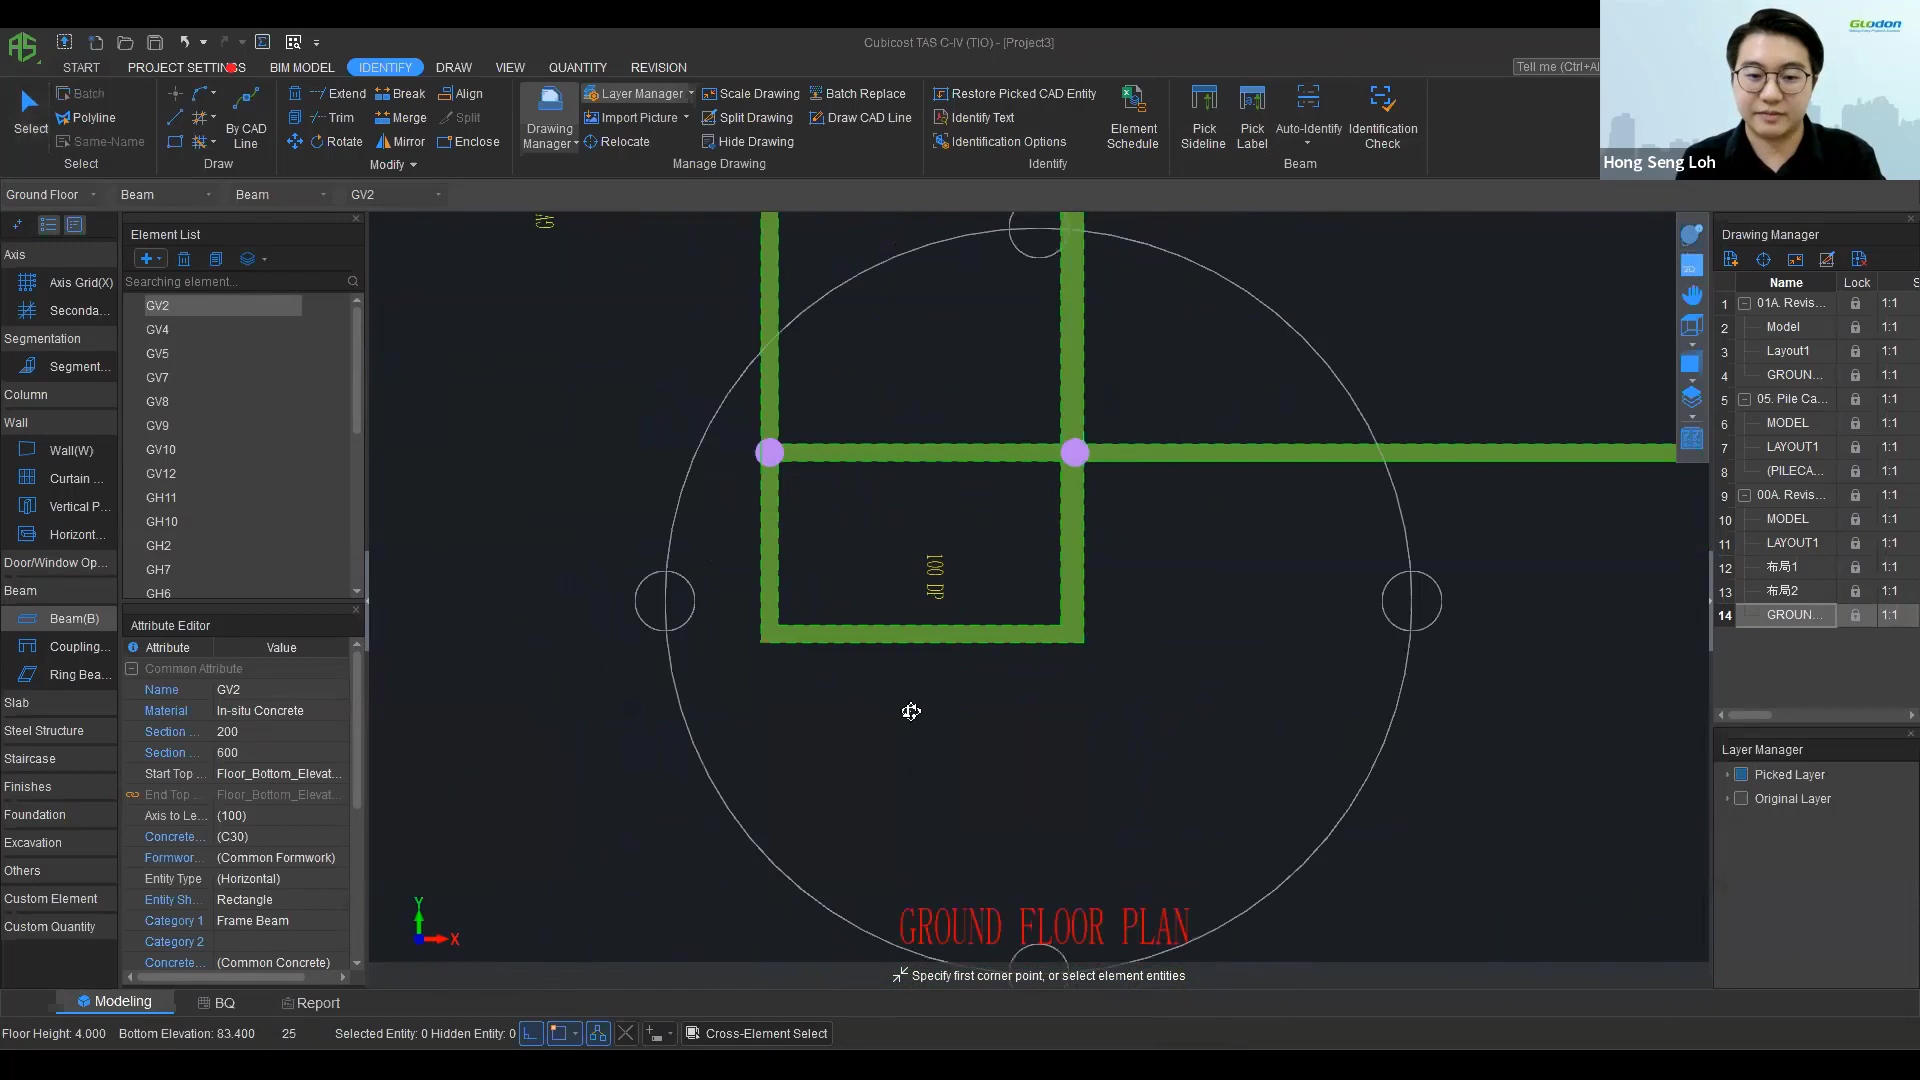 Cubicost TAS C-IV (TIO) - [Project3]
Glodon
START
PROJECT SETTINGS
BIM MODEL
IDENTIFY
DRAW
VIEW
QUANTITY
REVISION
Tell me (Ctrl+Al
Select
Batch
Polyline
Same-Name
Select
By CAD
Line
Draw
Extend
Break
Align
Trim
Merge
Split
Rotate
Mirror
Enclose
Modify
Drawing
Manager
Layer Manager
Scale Drawing
Batch Replace
Import Picture
Split Drawing
Draw CAD Line
Relocate
Hide Drawing
Manage Drawing
Restore Picked CAD Entity
Identify Text
Identification Options
Element
Schedule
Identify
Pick
Sideline
Pick
Label
Auto-Identify
Identification
Check
Beam
Hong Seng Loh
Ground Floor
Beam
Beam
GV2
Axis
Axis Grid(X)
Seconda...
Segmentation
Segment...
Column
Wall
Wall(W)
Curtain ...
Vertical P...
Horizont...
Door/Window Op...
Beam
Beam(B)
Coupling...
Ring Bea...
Slab
Steel Structure
Staircase
Finishes
Foundation
Excavation
Others
Custom Element
Custom Quantity
Element List
Searching element...
GV2
GV4
GV5
GV7
GV8
GV9
GV10
GV12
GH11
GH10
GH2
GH7
GH6
Attribute Editor
Attribute Value
Common Attribute
Name GV2
Material In-situ Concrete
Section ... 200
Section ... 600
Start Top ... Floor_Bottom_Elevat...
End Top ... Floor_Bottom_Elevat...
Axis to Le... (100)
Concrete... (C30)
Formwor... (Common Formwork)
Entity Type (Horizontal)
Entity Sh... Rectangle
Category 1 Frame Beam
Category 2
Concrete... (Common Concrete)
100 DP
GROUND FLOOR PLAN
Y
X
Specify first corner point, or select element entities
Drawing Manager
Name Lock S
1 01A. Revis... 1:1
2 Model 1:1
3 Layout1 1:1
4 GROUN... 1:1
5 05. Pile Ca... 1:1
6 MODEL 1:1
7 LAYOUT1 1:1
8 (PILECA... 1:1
9 00A. Revis... 1:1
10 MODEL 1:1
11 LAYOUT1 1:1
12 布局1 1:1
13 布局2 1:1
14 GROUN... 1:1
Layer Manager
Picked Layer
Original Layer
Modeling
BQ
Report
Floor Height: 4.000
Bottom Elevation: 83.400
25
Selected Entity: 0 Hidden Entity: 0
Cross-Element Select